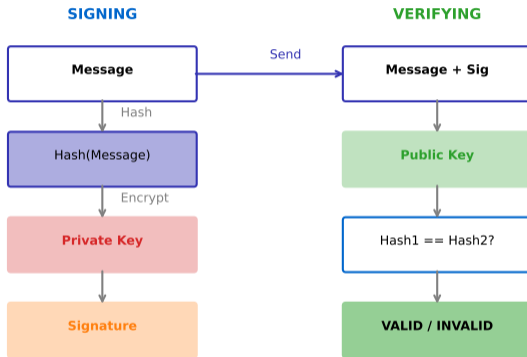 SIGNING
VERIFYING
Message
Send
Message + Sig
Hash
Hash(Message)
Public Key
Encrypt
Private Key
Hash1 == Hash2?
Signature
VALID / INVALID